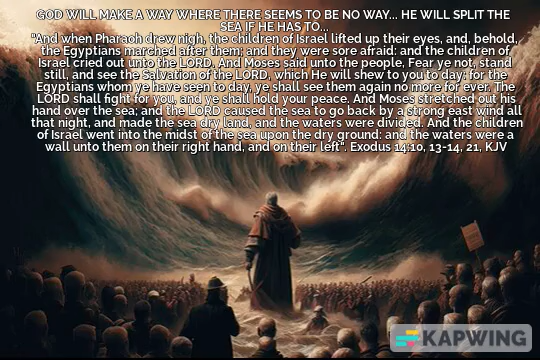 GOD WILL MAKE A WAY WHERE THERE SEEMS TO BE NO WAY... HE WILL SPLIT THE
SEA IF HE HAS TO...
"And when Pharaoh drew nigh, the children of Israel lifted up their eyes, and, behold,
the Egyptians marched after them; and they were sore afraid: and the children of
Israel cried out unto the LORD. And Moses said unto the people, Fear ye not, stand
still, and see the Salvation of the LORD, which He will shew to you to day: for the
Egyptians whom ye have seen to day, ye shall see them again no more for ever. The
LORD shall fight for you, and ye shall hold your peace. And Moses stretched out his
hand over the sea; and the LORD caused the sea to go back by a strong east wind all
that night, and made the sea dry land, and the waters were divided. And the children
of Israel went into the midst of the sea upon the dry ground: and the waters were a
wall unto them on their right hand, and on their left". Exodus 14:10, 13-14, 21, KJV
KAPWING